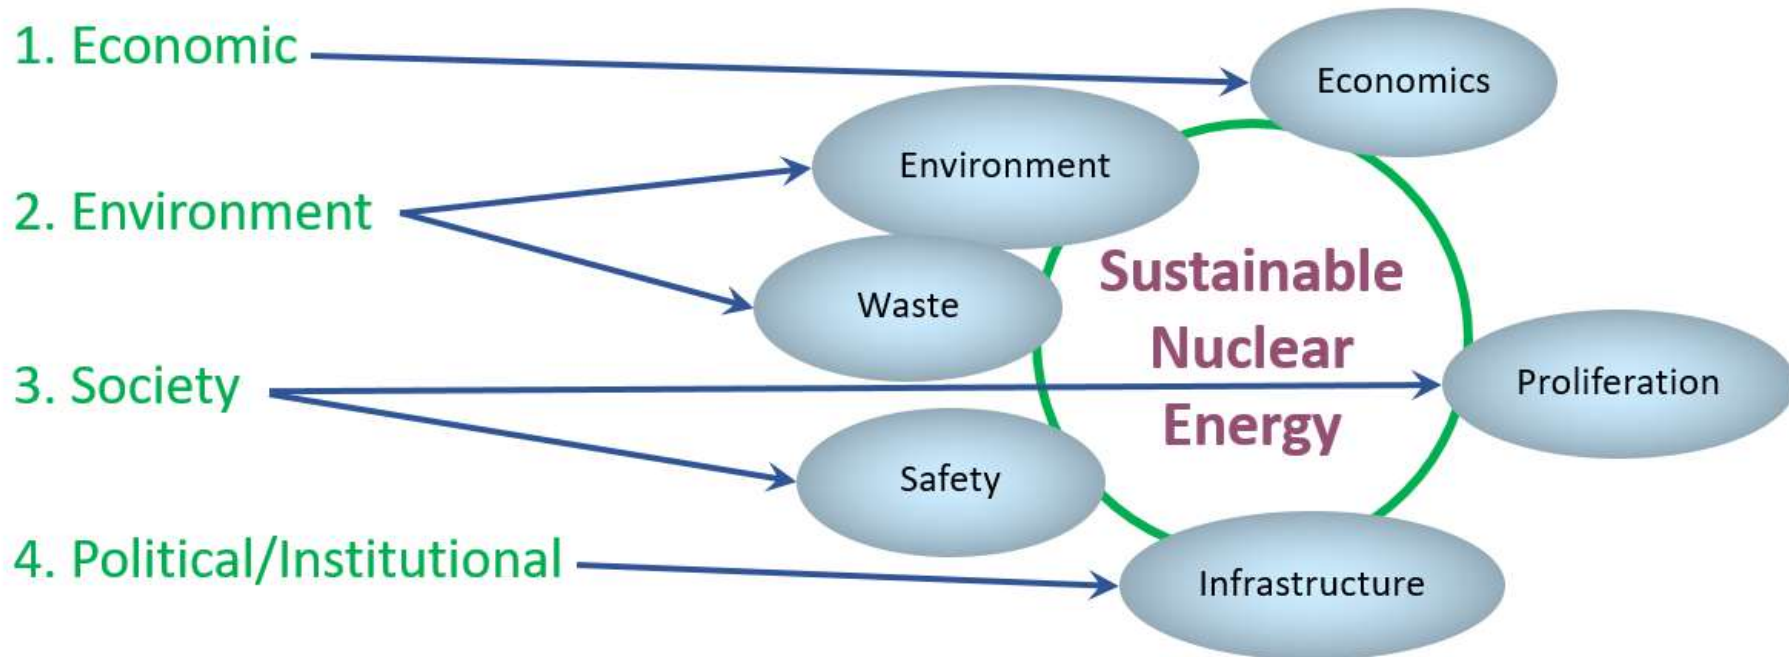 1. Economic
Economics
Environment
2. Environment
Sustainable
Nuclear
Energy
Waste
3. Society
Proliferation
Safety
4. Political/Institutional
Infrastructure